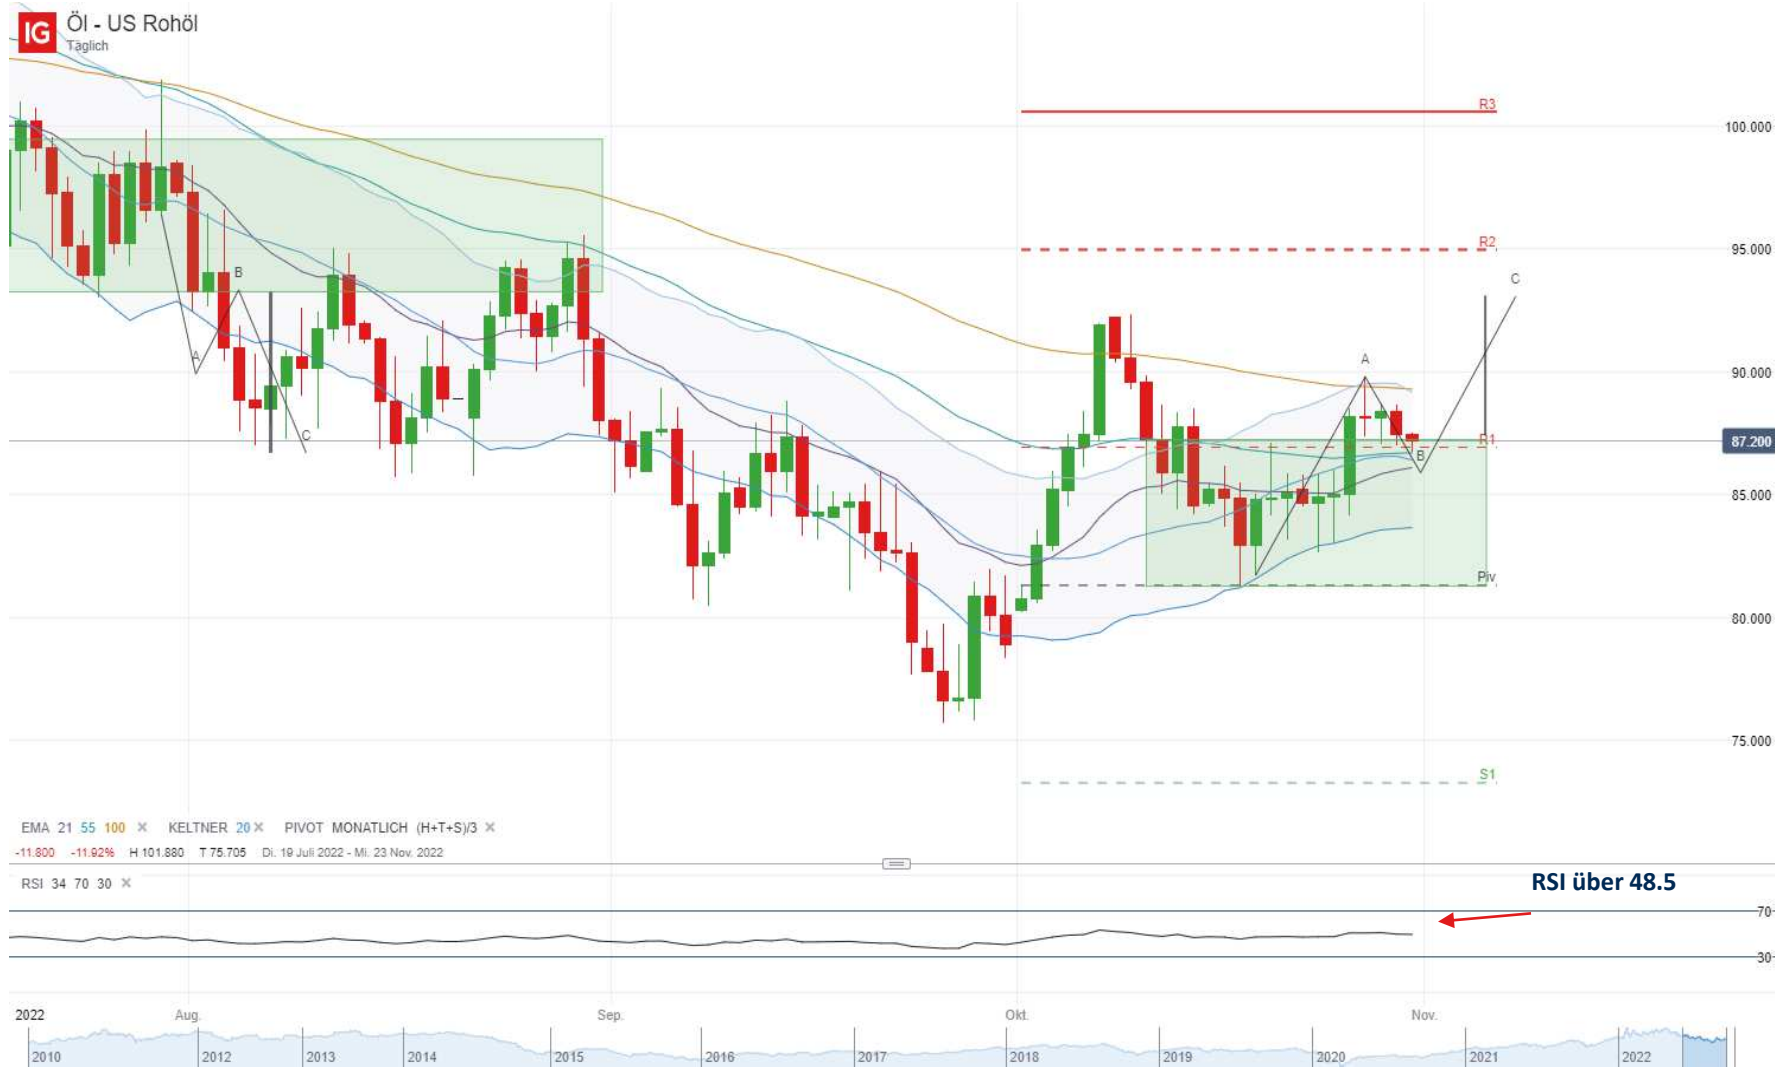 IG
Öl - US Rohöl
Täglich
R3
100.000
R2
95.000
C
B
A
A
90.000
C
R1
87.200
B
85.000
Piv
80.000
75.000
S1
EMA 21 55 100 × KELTNER 20 × PIVOT MONATLICH (H+T+S)/3 ×
-11.800 -11.92% H 101.880 T 75.705 Di. 19 Juli 2022 - Mi. 23 Nov. 2022
RSI 34 70 30 ×
RSI über 48.5
70
30
2022 Aug. Sep. Okt. Nov.
2010 2012 2013 2014 2015 2016 2017 2018 2019 2020 2021 2022